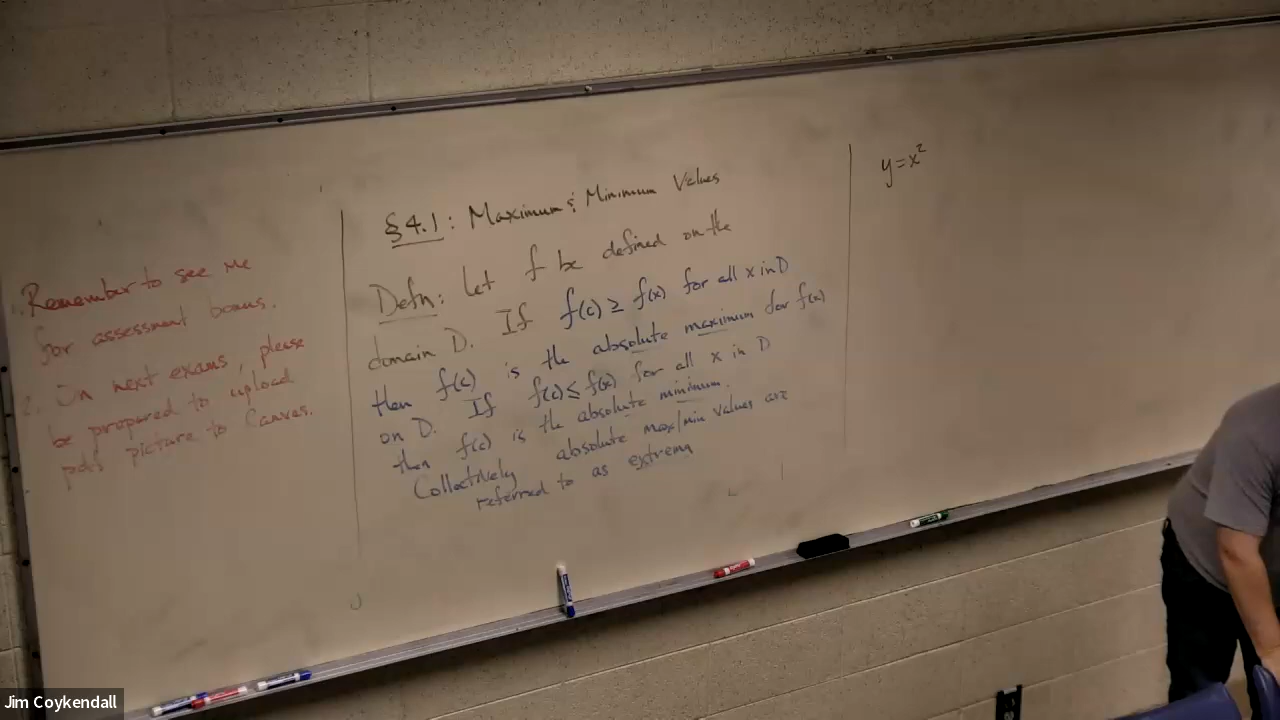 1. Remember to see me
for assessment bonus.
2. On next exams, please
be prepared to upload
pdf picture to Canvas.
§4.1: Maximum & Minimum Values
Defn: Let f be defined on the
domain D. If f(c) ≥ f(x) for all x in D
then f(c) is the absolute maximum for f(x)
on D. If f(c) ≤ f(x) for all x in D
then f(c) is the absolute minimum.
Collectively absolute max/min values are
referred to as extrema
y=x²
Jim Coykendall